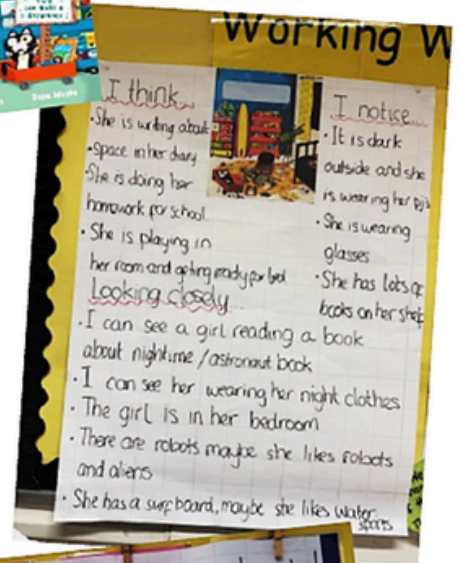 Working W
I think...
• She is writing about
• Space in her diary
• She is doing her
homework for school
• She is playing in
her room and getting ready for bed
I notice...
• It is dark
outside and she
is wearing her pj's
• She is wearing
glasses
• She has lots of
books on her shelf
Looking closely...
• I can see a girl reading a book
about nightime / astronaut book
• I can see her wearing her night clothes
• The girl is in her bedroom
• There are robots maybe she likes robots
and aliens
• She has a surfboard, maybe she likes water
sports